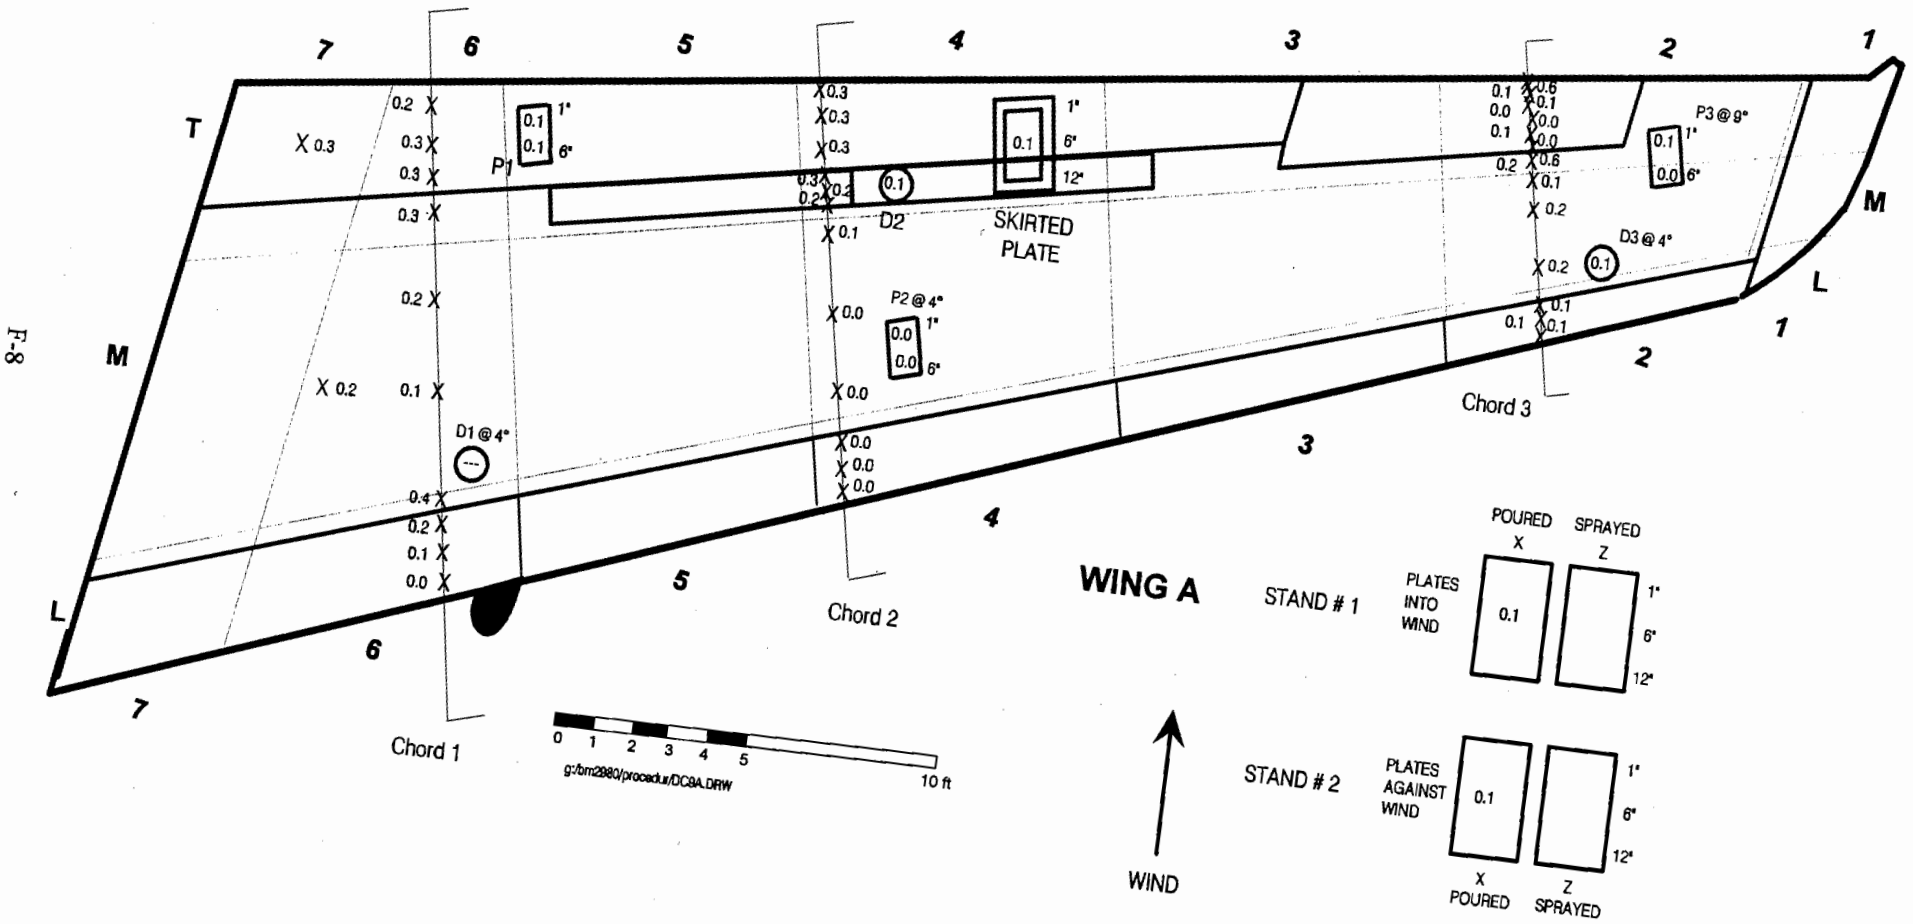 7 6 5 4 3 2 1
T
M
L
F-8
X 0.3
X 0.2
0.2 X
0.3 X
0.3 X
0.3 X
0.2 X
0.1 X
0.4 X
0.2 X
0.1 X
0.0 X
P1
0.1 1"
0.1 6"
D1 @ 4°
---
X 0.3
X 0.3
X 0.3
0.3
0.2
0.2
X 0.1
X 0.0
X 0.0
X 0.0
X 0.0
X 0.0
0.1
D2
0.1
1"
6"
12"
SKIRTED
PLATE
P2 @ 4°
0.0 1"
0.0 6"
0.1 X 0.6
0.0 X 0.1
0.1 X 0.0
X 0.0
0.2 X 0.6
X 0.1
X 0.2
X 0.2
X 0.1
0.1 X 0.1
P3 @ 9°
0.1 1"
0.0 6"
D3 @ 4°
0.1
M
L
1
2
3
4
5
6
7
Chord 3
Chord 2
Chord 1
WING A
0 1 2 3 4 5 10 ft
g:/bm2980/procedur/DC9A.DRW
WIND
POURED SPRAYED
X Z
STAND # 1
PLATES
INTO
WIND
0.1
1"
6"
12"
STAND # 2
PLATES
AGAINST
WIND
0.1
1"
6"
12"
X Z
POURED SPRAYED